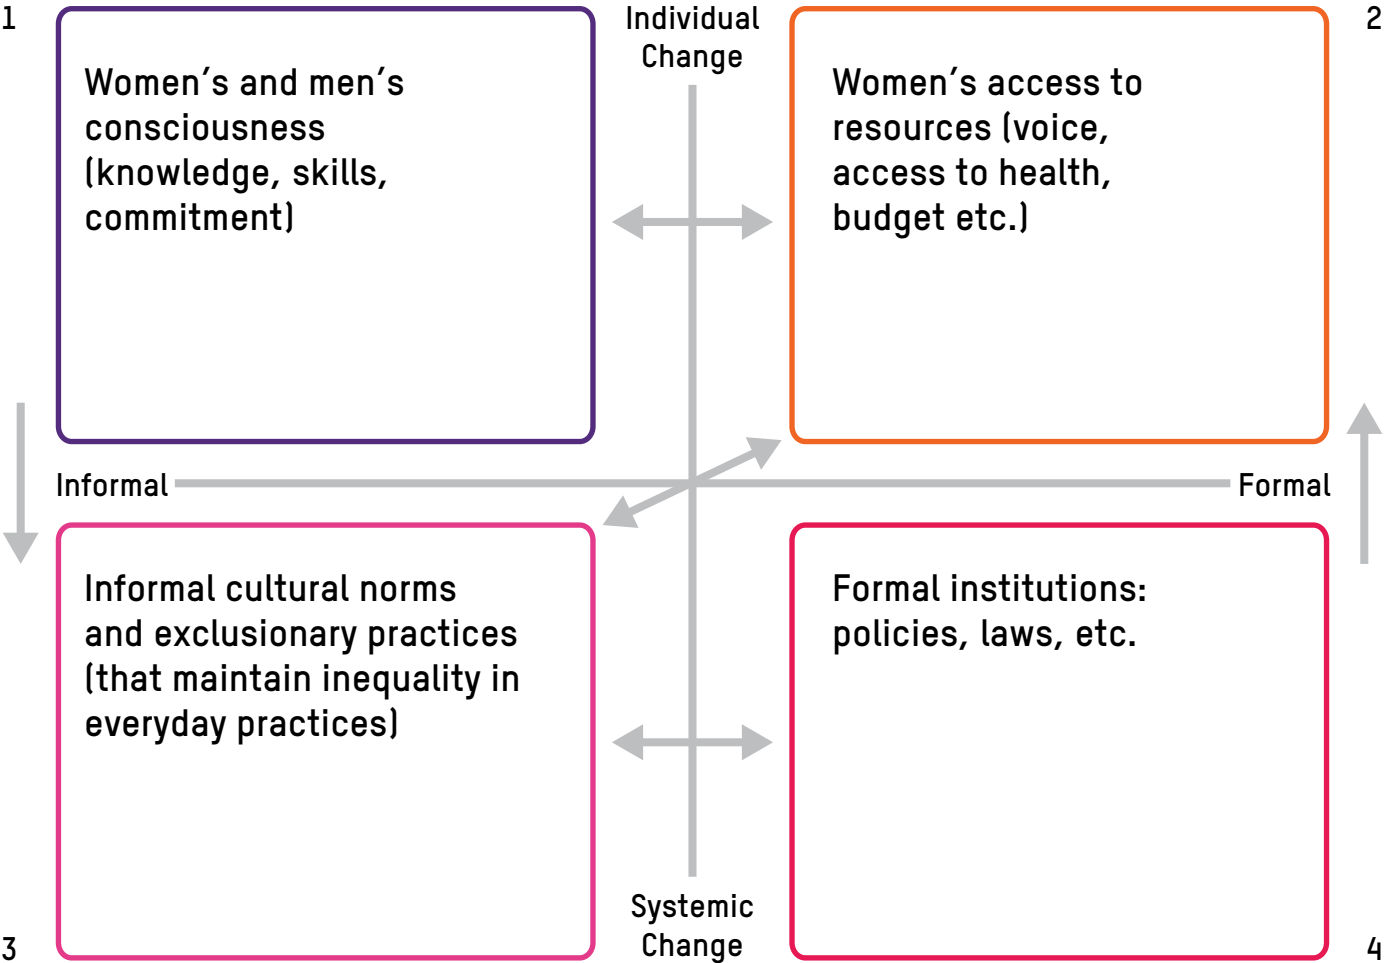 1
Women’s and men’s
consciousness
(knowledge, skills,
commitment)
Individual
Change
2
Women’s access to
resources (voice,
access to health,
budget etc.)
Informal
Formal
Informal cultural norms
and exclusionary practices
(that maintain inequality in
everyday practices)
Formal institutions:
policies, laws, etc.
Systemic
Change
3
4